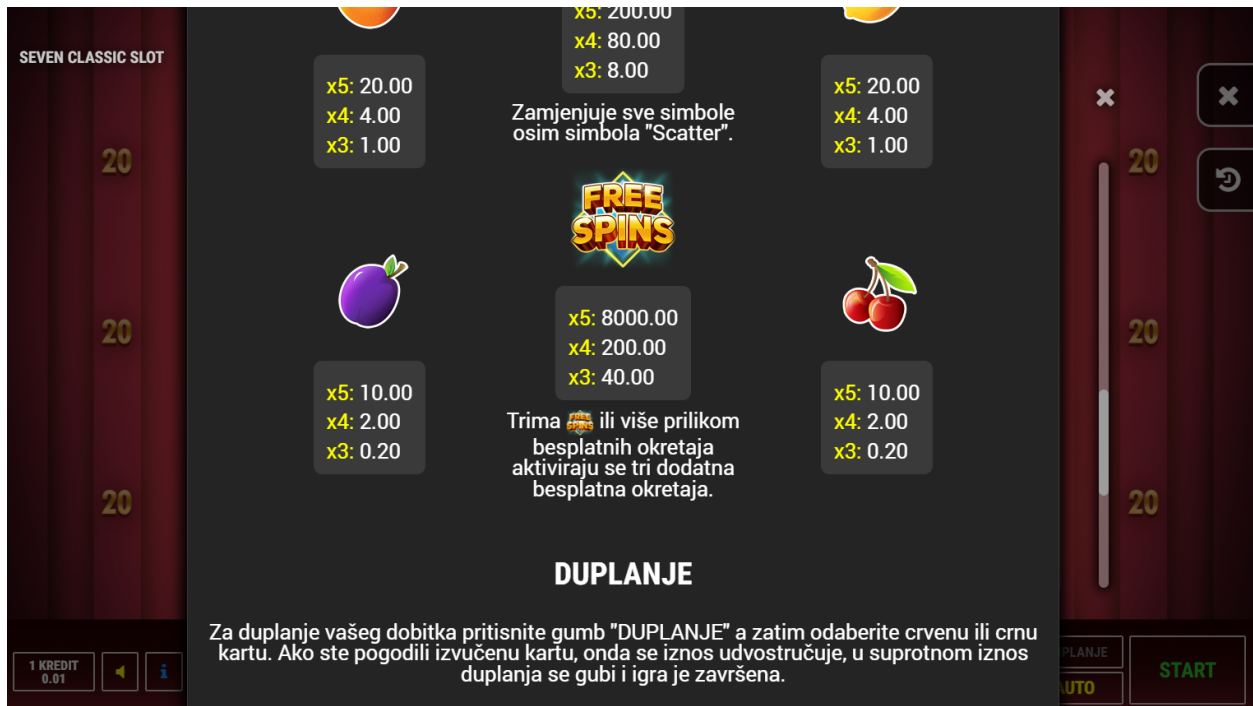 SEVEN CLASSIC SLOT
20
20
20
x5: 20.00
x4: 4.00
x3: 1.00
x5: 200.00
x4: 80.00
x3: 8.00
Zamjenjuje sve simbole
osim simbola "Scatter".
x5: 20.00
x4: 4.00
x3: 1.00
FREE
SPINS
x5: 10.00
x4: 2.00
x3: 0.20
x5: 8000.00
x4: 200.00
x3: 40.00
Trima FREE SPINS ili više prilikom
besplatnih okretaja
aktiviraju se tri dodatna
besplatna okretaja.
x5: 10.00
x4: 2.00
x3: 0.20
20
20
20
DUPLANJE
Za duplanje vašeg dobitka pritisnite gumb "DUPLANJE" a zatim odaberite crvenu ili crnu
kartu. Ako ste pogodili izvučenu kartu, onda se iznos udvostručuje, u suprotnom iznos
duplanja se gubi i igra je završena.
1 KREDIT
0.01
i
PLANJE
AUTO
START